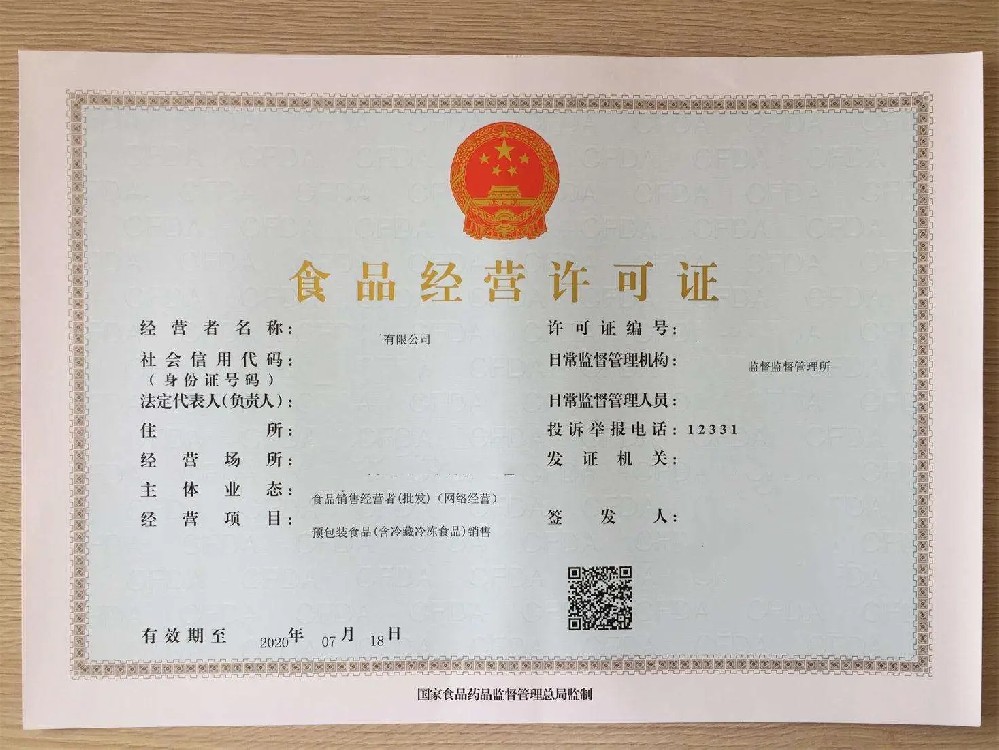 食品经营许可证
经营者名称：
有限公司
社会信用代码：
（身份证号码）
法定代表人(负责人)：
住所：
经营场所：
主体业态：
食品销售经营者(批发)（网络经营）
经营项目：
预包装食品(含冷藏冷冻食品)销售
许可证编号：
日常监督管理机构：
监督监督管理所
日常监督管理人员：
投诉举报电话：12331
发证机关：
签发人：
有效期至 2020年 07月 18日
国家食品药品监督管理总局监制
CFDA